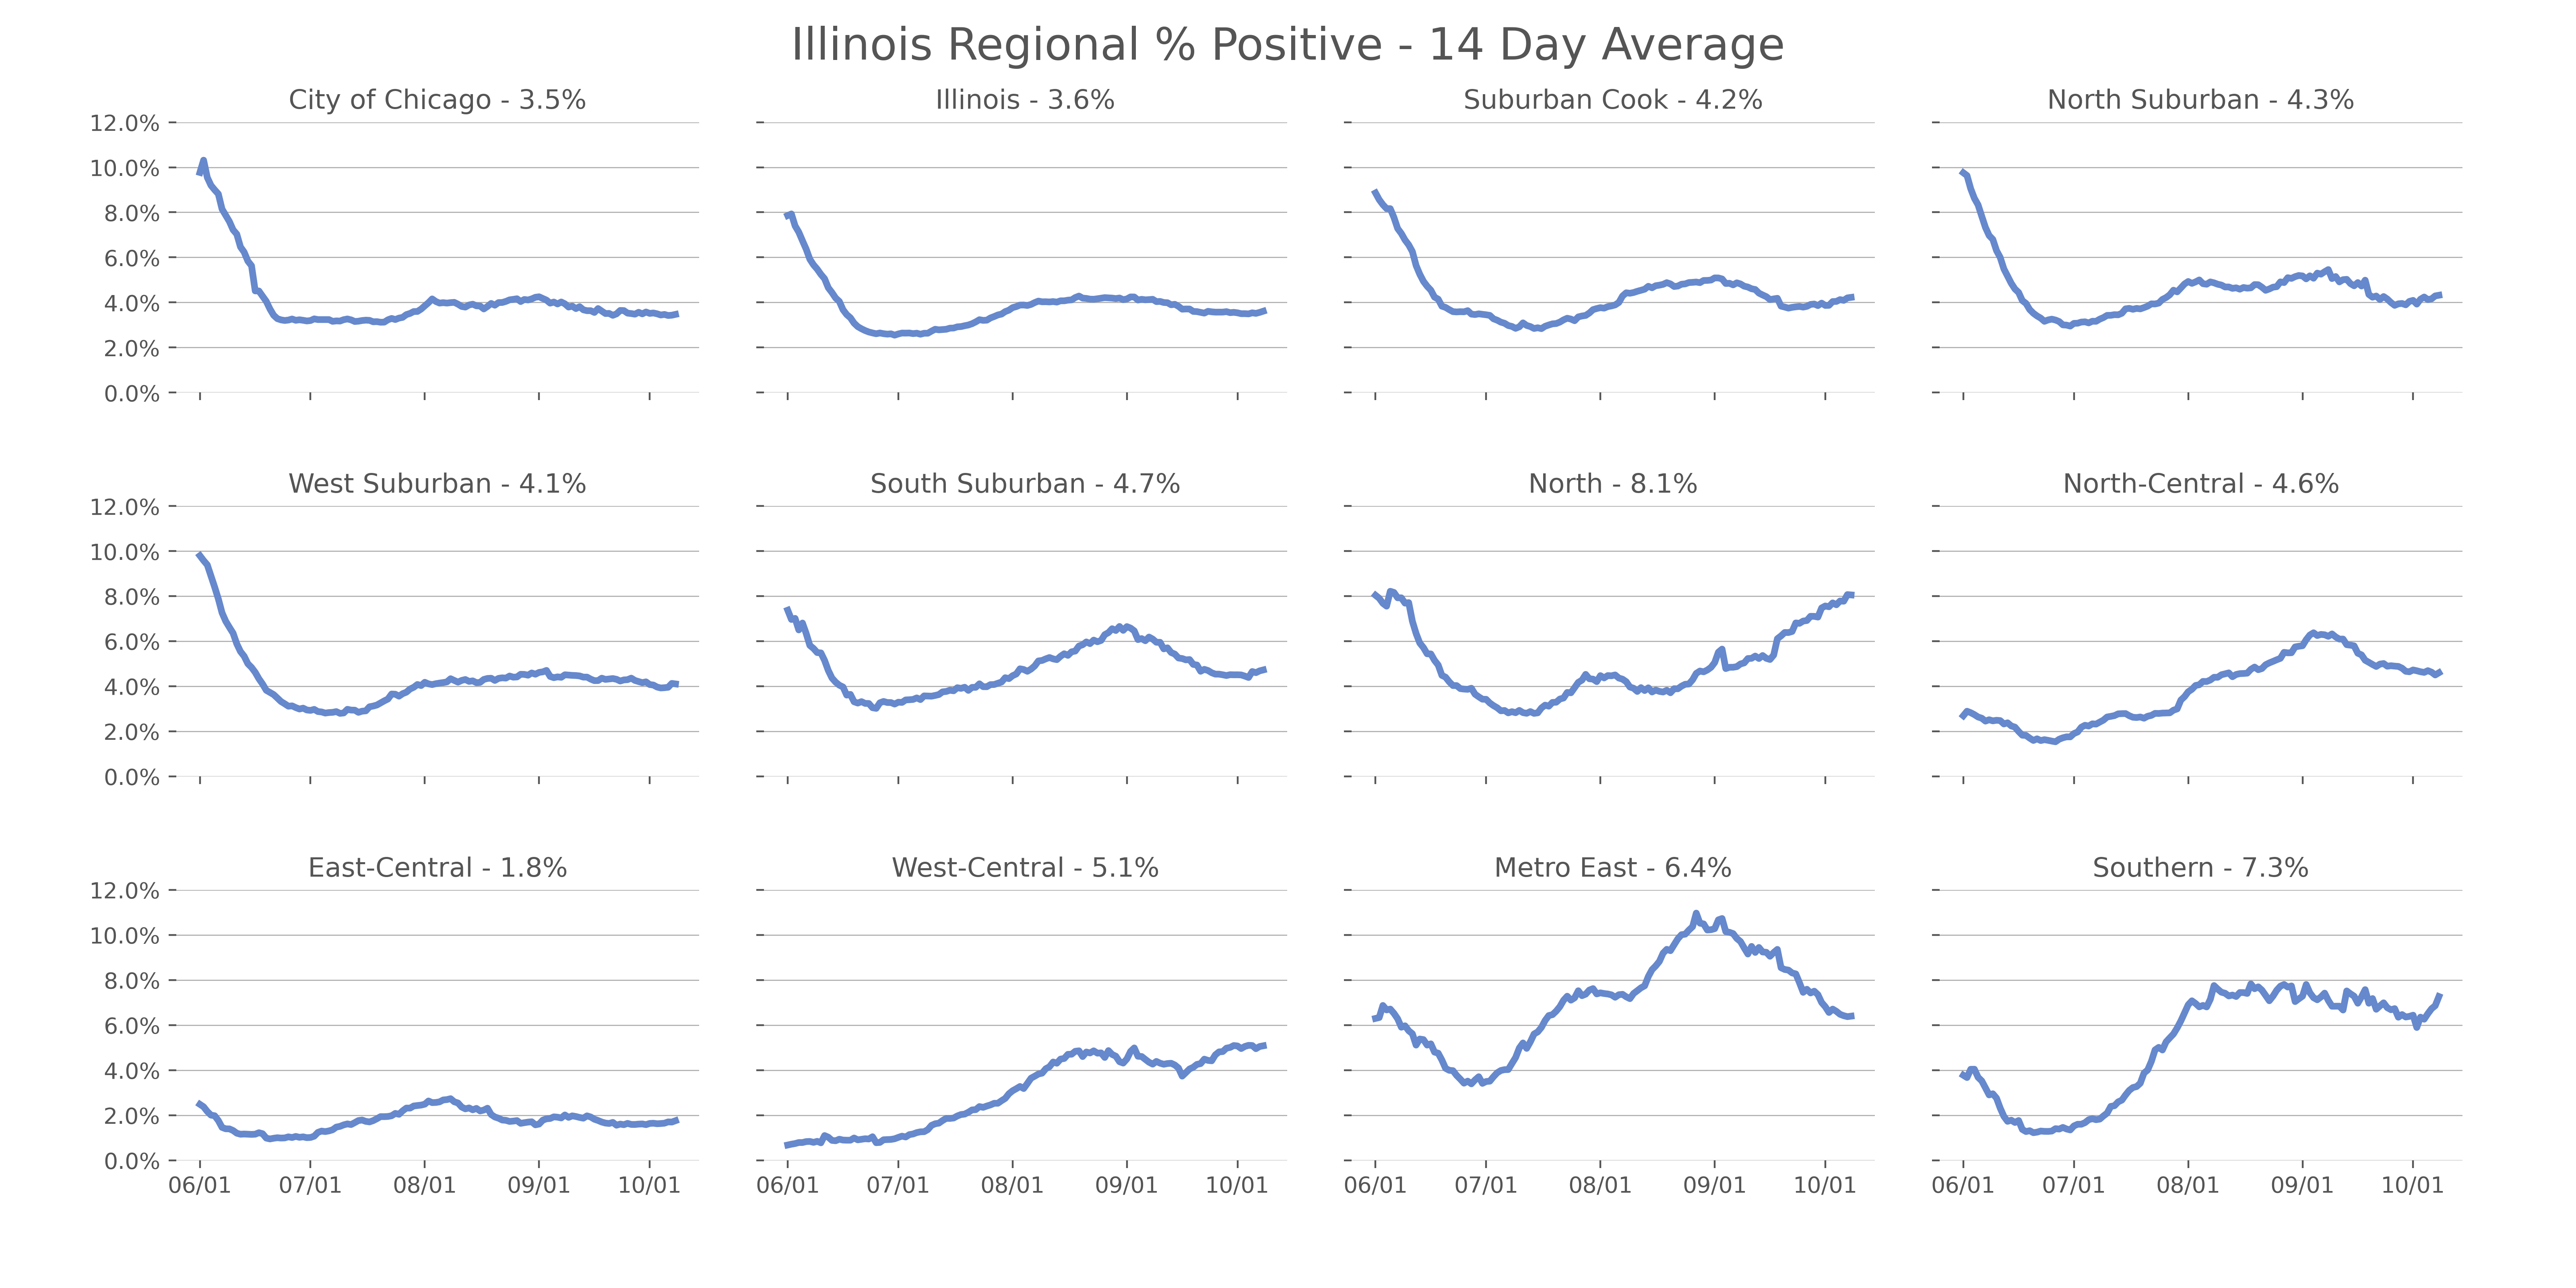 Illinois Regional % Positive - 14 Day Average
City of Chicago - 3.5%
Illinois - 3.6%
Suburban Cook - 4.2%
North Suburban - 4.3%
12.0%
10.0%
8.0%
6.0%
4.0%
2.0%
0.0%
West Suburban - 4.1%
South Suburban - 4.7%
North - 8.1%
North-Central - 4.6%
12.0%
10.0%
8.0%
6.0%
4.0%
2.0%
0.0%
East-Central - 1.8%
West-Central - 5.1%
Metro East - 6.4%
Southern - 7.3%
12.0%
10.0%
8.0%
6.0%
4.0%
2.0%
0.0%
06/01 07/01 08/01 09/01 10/01
06/01 07/01 08/01 09/01 10/01
06/01 07/01 08/01 09/01 10/01
06/01 07/01 08/01 09/01 10/01